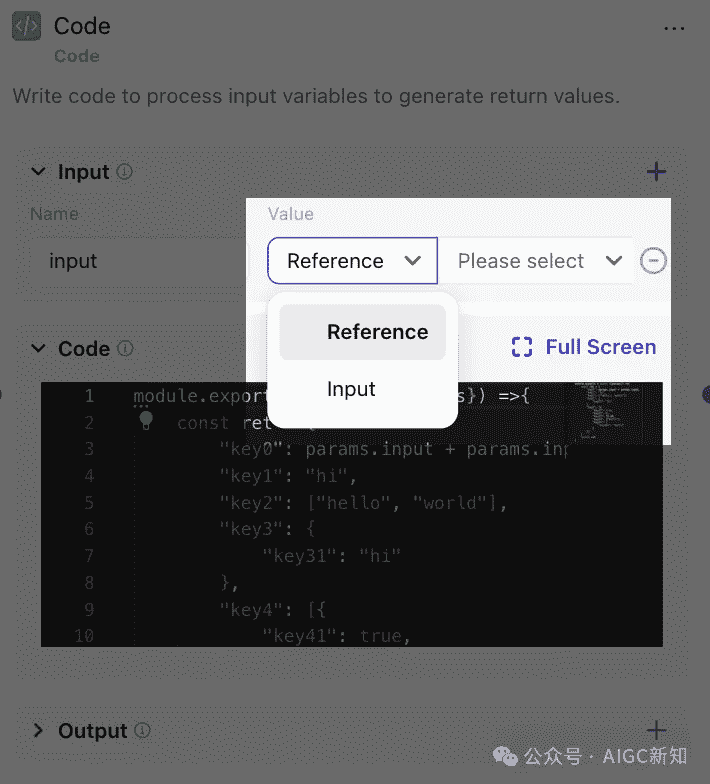 Code
Code
Write code to process input variables to generate return values.
Input
Name
Value
input
Reference
Please select
Reference
Input
Code
Full Screen
1 module.export }) =>{
2 const ret
3 "key0": params.input + params.inp
4 "key1": "hi",
5 "key2": ["hello", "world"],
6 "key3": {
7 "key31": "hi"
8 },
9 "key4": [{
10 "key41": true,
Output
公众号 · AIGC新知